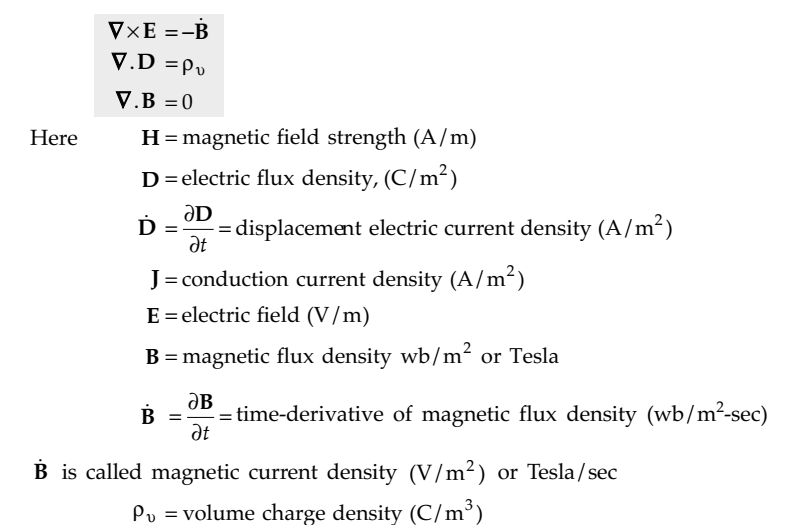 ∇×E = –Ḃ
∇.D = ρυ
∇.B = 0
Here H = magnetic field strength (A/m)
D = electric flux density, (C/m²)
Ḋ = ∂D/∂t = displacement electric current density (A/m²)
J = conduction current density (A/m²)
E = electric field (V/m)
B = magnetic flux density wb/m² or Tesla
Ḃ = ∂B/∂t = time-derivative of magnetic flux density (wb/m²-sec)
Ḃ is called magnetic current density (V/m²) or Tesla/sec
ρυ = volume charge density (C/m³)